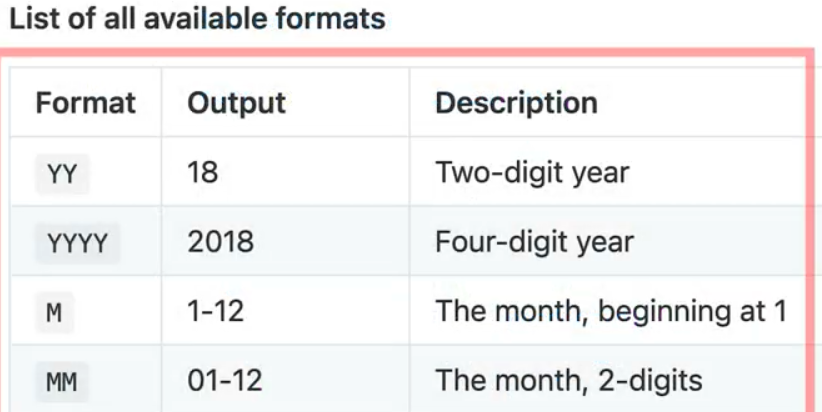 List of all available formats
Format Output Description
YY 18 Two-digit year
YYYY 2018 Four-digit year
M 1-12 The month, beginning at 1
MM 01-12 The month, 2-digits